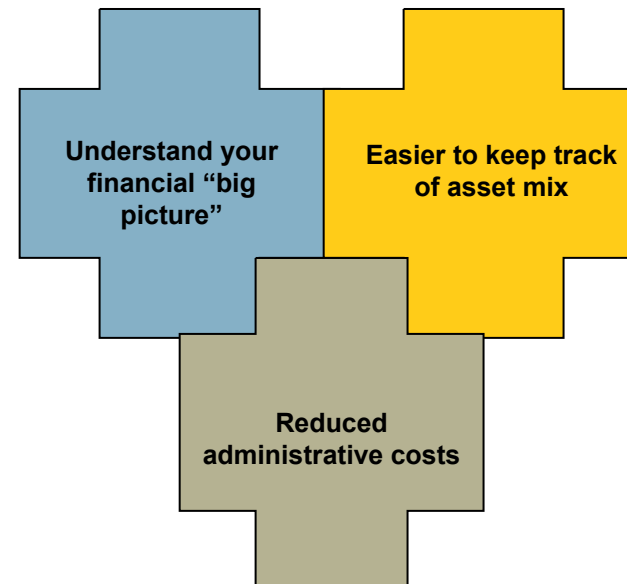 Understand your
financial “big
picture”
Easier to keep track
of asset mix
Reduced
administrative costs